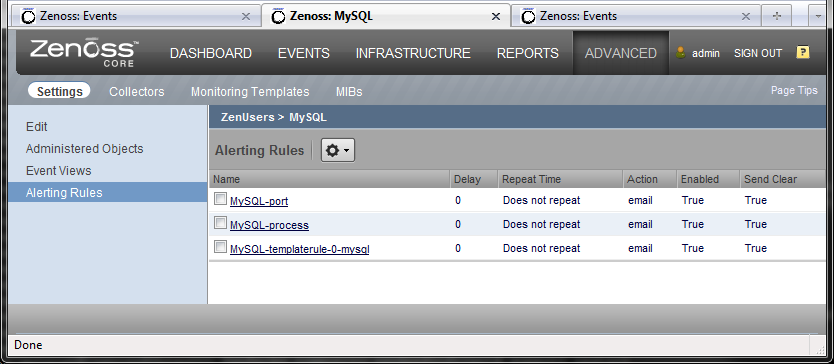 Zenoss: Events Zenoss: MySQL Zenoss: Events
Zenoss™ CORE DASHBOARD EVENTS INFRASTRUCTURE REPORTS ADVANCED admin SIGN OUT ?
Settings Collectors Monitoring Templates MIBs Page Tips
Edit
Administered Objects
Event Views
Alerting Rules
ZenUsers > MySQL
Alerting Rules
Name Delay Repeat Time Action Enabled Send Clear
MySQL-port 0 Does not repeat email True True
MySQL-process 0 Does not repeat email True True
MySQL-templaterule-0-mysql 0 Does not repeat email True True
Done